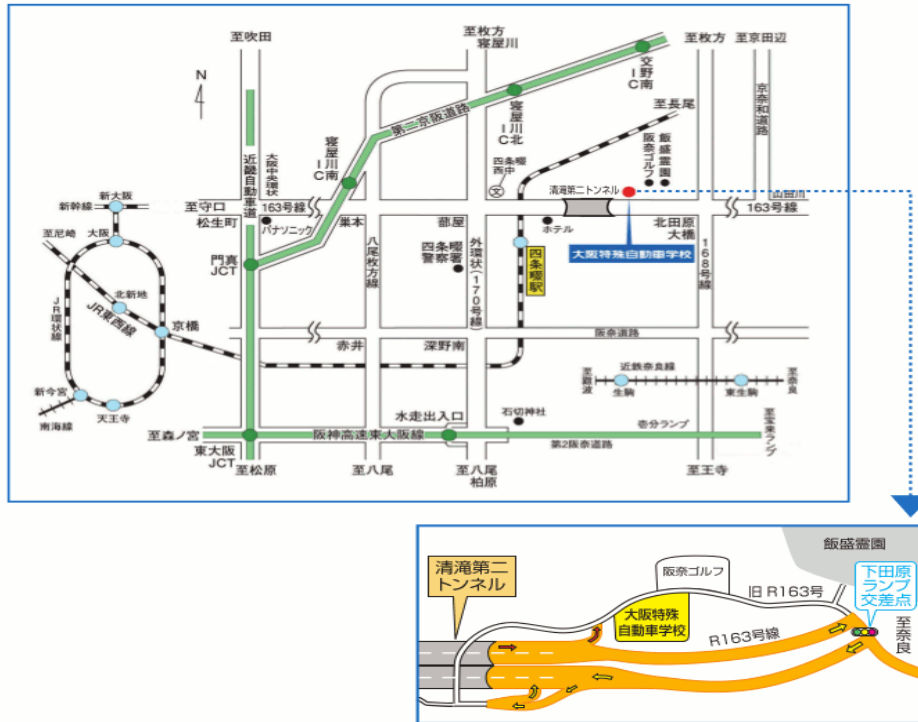 至吹田
至枚方
寝屋川
至枚方
至京田辺
N
交野南
IC
京奈和道路
至長尾
第二京阪道路
寝屋川北
IC
飯盛霊園
阪奈ゴルフ
四条畷
西中
文
清滝第二トンネル
寝屋川南
IC
大阪中央環状
近畿自動車道
新大阪
新幹線
至守口
松生町
163号線
パナソニック
巣本
部屋
ホテル
北田原
大橋
山田川
163号線
大阪特殊自動車学校
至尼崎
大阪
門真
JCT
八尾枚方線
四条畷
警察署
外環状(170号線)
四条畷駅
168号線
北新地
JR東西線
JR環状線
京橋
阪奈道路
赤井
深野南
新今宮
天王寺
南海線
至難波
近鉄奈良線
生駒
東生駒
至奈良
水走出入口
石切神社
壱分ランプ
至宝来ランプ
至森ノ宮
阪神高速東大阪線
第2阪奈道路
東大阪
JCT
至松原
至八尾
至八尾
柏原
至王寺
飯盛霊園
清滝第二
トンネル
阪奈ゴルフ
下田原
ランプ
交差点
旧R163号
大阪特殊
自動車学校
R163号線
至奈良